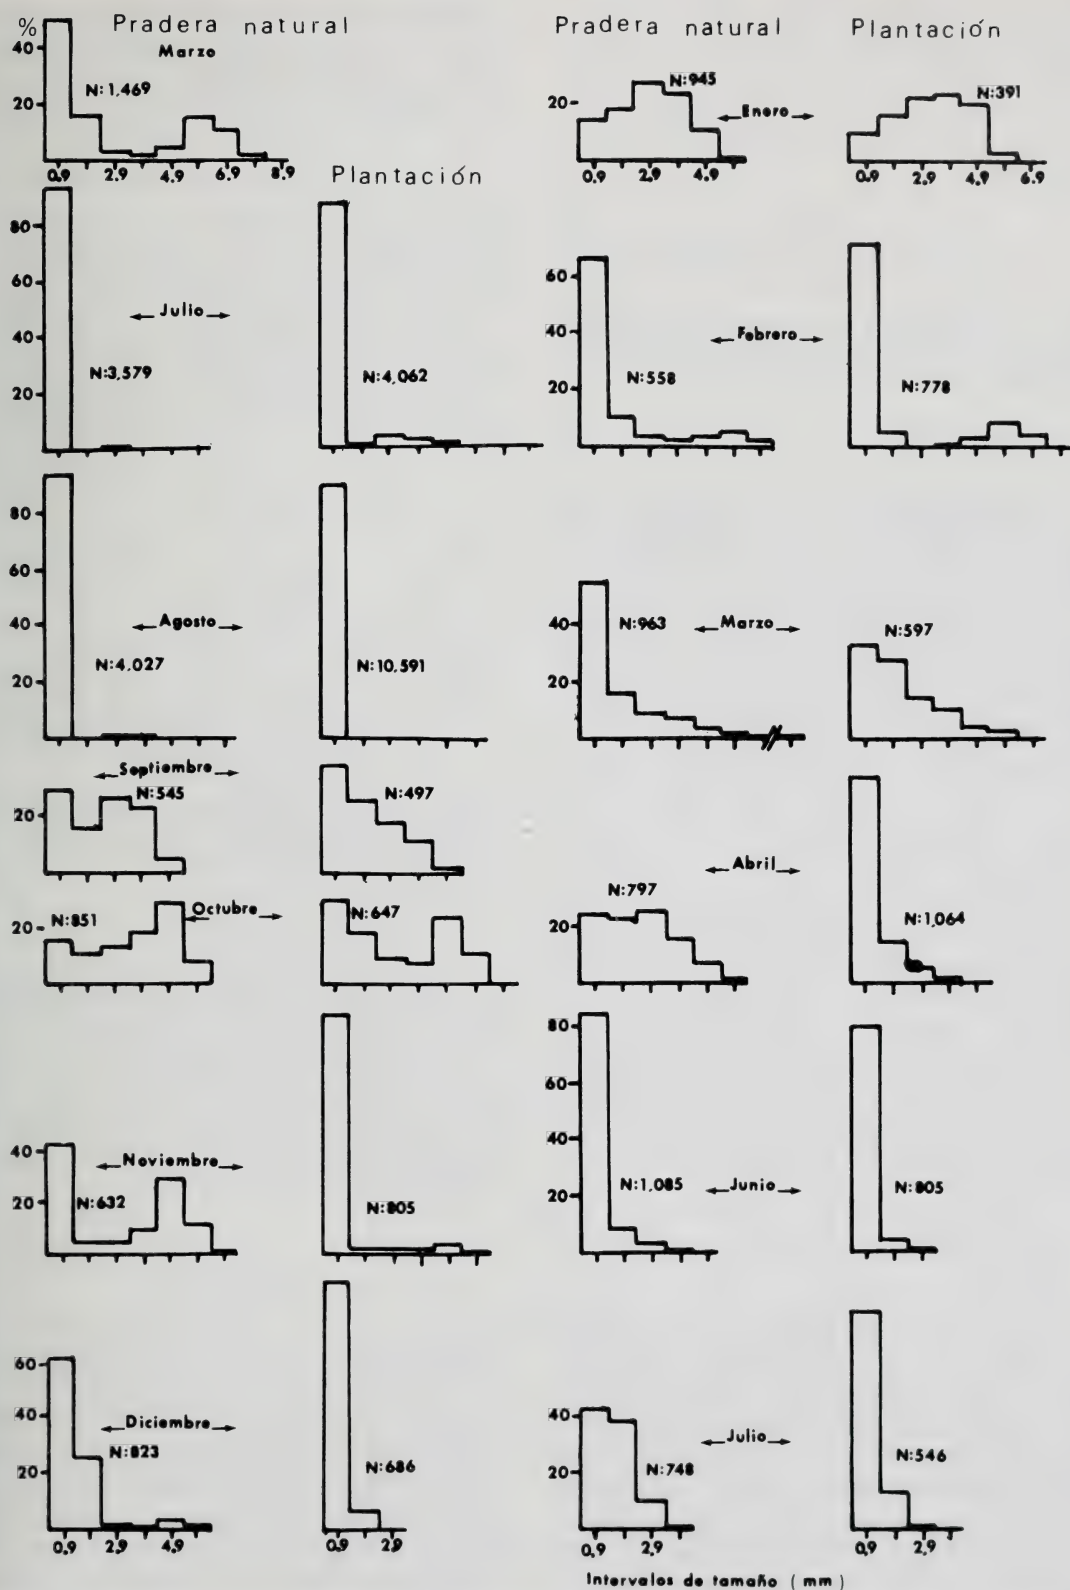 % Pradera natural
Marzo
40
N:1,469
20
0.9 2.9 4.9 6.9 8.9
Plantación
80
60
Julio
40
N:3,579
N:4,062
20
80
60
Agosto
40
N:4,027
N:10,591
20
Septiembre
N:545
N:497
20
Octubre
N:851
N:647
20
40
Noviembre
N:632
N:805
20
60
40
Diciembre
N:823
N:686
20
0.9 2.9 4.9
0.9 2.9
Pradera natural Plantación
N:945
N:391
20
Enero
0.9 2.9 4.9
0.9 2.9 4.9 6.9
60
40
Febrero
N:558
N:778
20
40
N:963
Marzo
N:597
20
Abril
N:797
N:1,064
20
80
60
40
N:1,085
Junio
N:805
20
40
Julio
N:748
N:546
20
0,9 2.9
0.9 2.9
Intervalos de tamaño (mm)